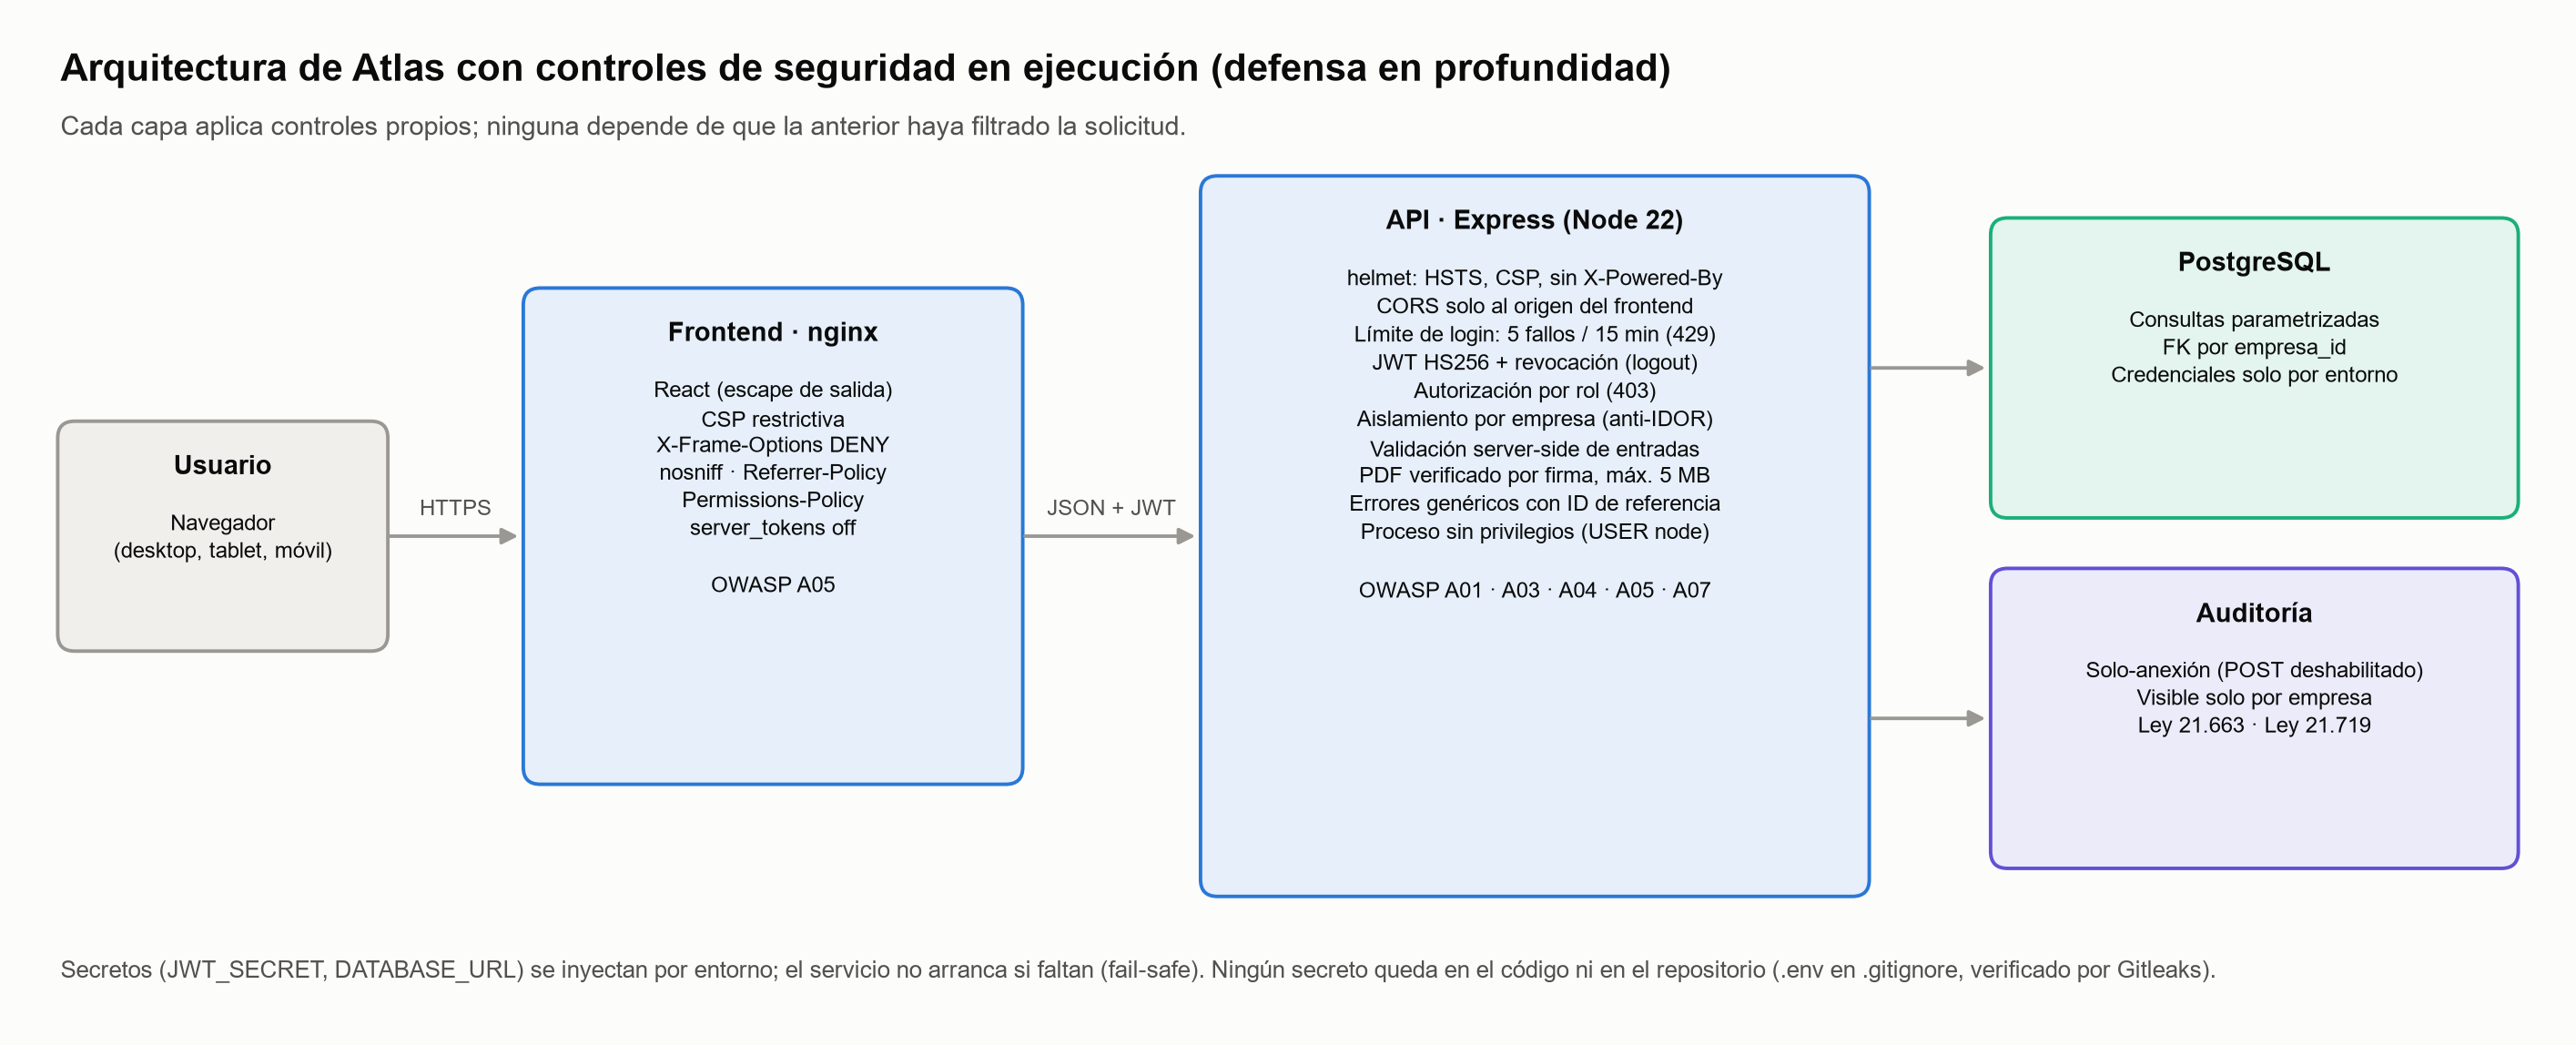 Arquitectura de Atlas con controles de seguridad en ejecución (defensa en profundidad)
Cada capa aplica controles propios; ninguna depende de que la anterior haya filtrado la solicitud.
Usuario
Navegador
(desktop, tablet, móvil)
HTTPS
Frontend · nginx
React (escape de salida)
CSP restrictiva
X-Frame-Options DENY
nosniff · Referrer-Policy
Permissions-Policy
server_tokens off
OWASP A05
JSON + JWT
API · Express (Node 22)
helmet: HSTS, CSP, sin X-Powered-By
CORS solo al origen del frontend
Límite de login: 5 fallos / 15 min (429)
JWT HS256 + revocación (logout)
Autorización por rol (403)
Aislamiento por empresa (anti-IDOR)
Validación server-side de entradas
PDF verificado por firma, máx. 5 MB
Errores genéricos con ID de referencia
Proceso sin privilegios (USER node)
OWASP A01 · A03 · A04 · A05 · A07
PostgreSQL
Consultas parametrizadas
FK por empresa_id
Credenciales solo por entorno
Auditoría
Solo-anexión (POST deshabilitado)
Visible solo por empresa
Ley 21.663 · Ley 21.719
Secretos (JWT_SECRET, DATABASE_URL) se inyectan por entorno; el servicio no arranca si faltan (fail-safe). Ningún secreto queda en el código ni en el repositorio (.env en .gitignore, verificado por Gitleaks).